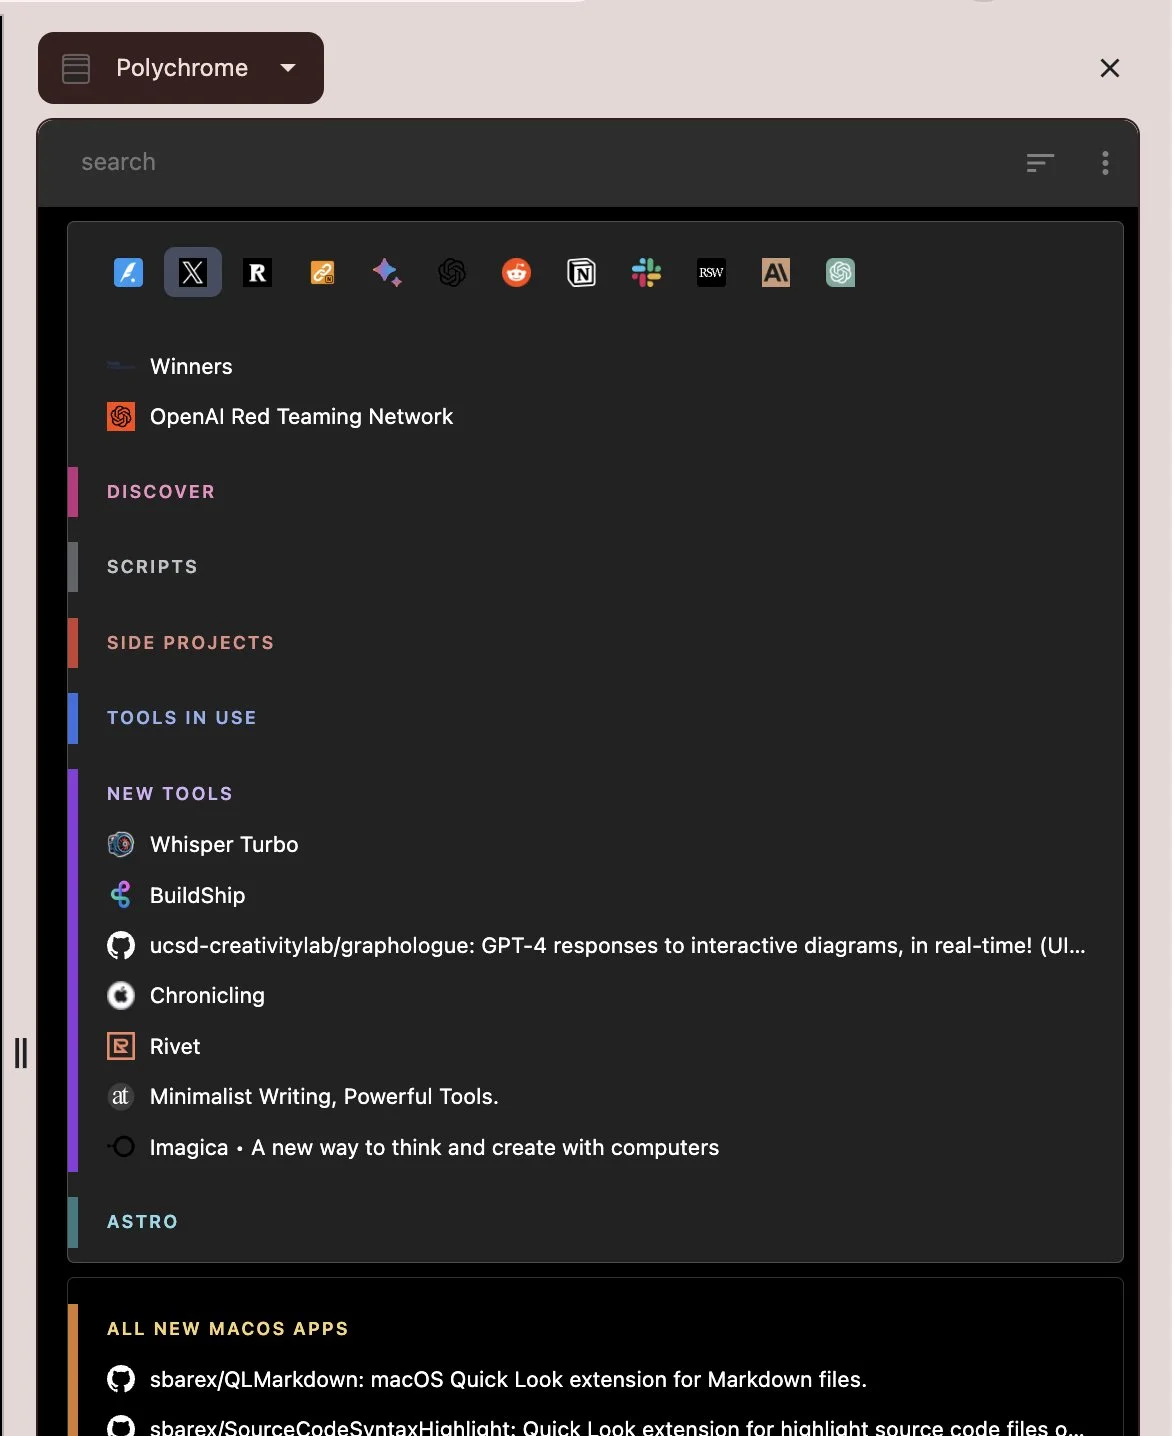 Polychrome
search
RSW
Winners
OpenAI Red Teaming Network
DISCOVER
SCRIPTS
SIDE PROJECTS
TOOLS IN USE
NEW TOOLS
Whisper Turbo
BuildShip
ucsd-creativitylab/graphologue: GPT-4 responses to interactive diagrams, in real-time! (UI...
Chronicling
Rivet
at Minimalist Writing, Powerful Tools.
Imagica • A new way to think and create with computers
ASTRO
ALL NEW MACOS APPS
sbarex/QLMarkdown: macOS Quick Look extension for Markdown files.
sbarex/SourceCodeSyntaxHighlight: Quick Look extension for highlight source code files o...